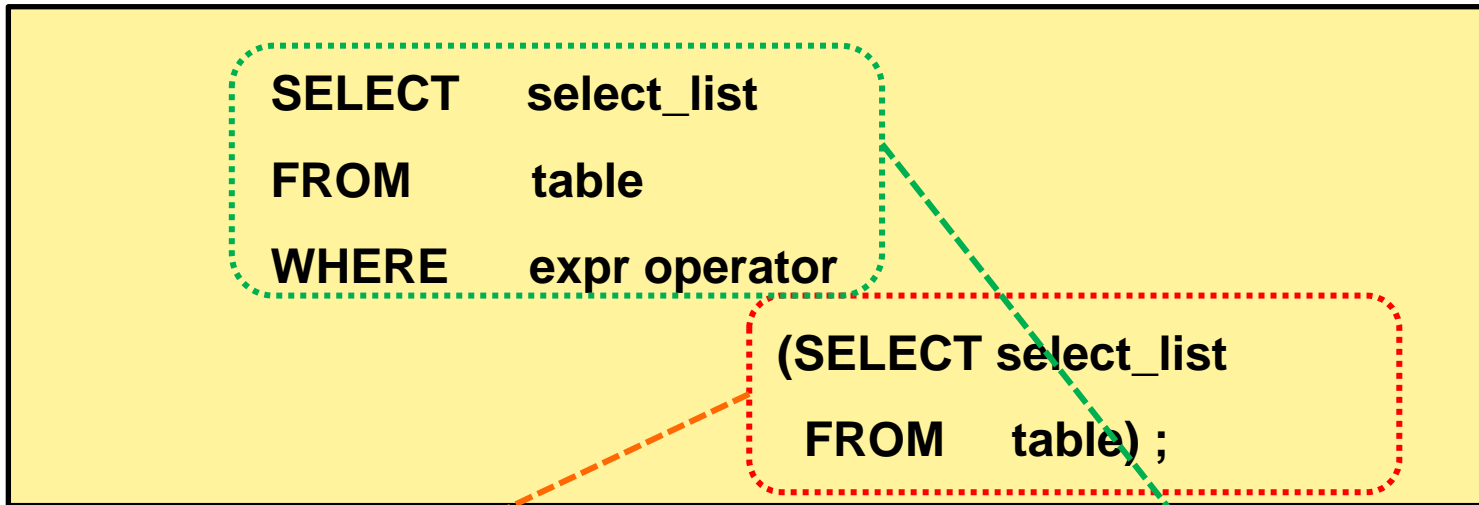 SELECT select_list
FROM table
WHERE expr operator
(SELECT select_list
FROM table) ;